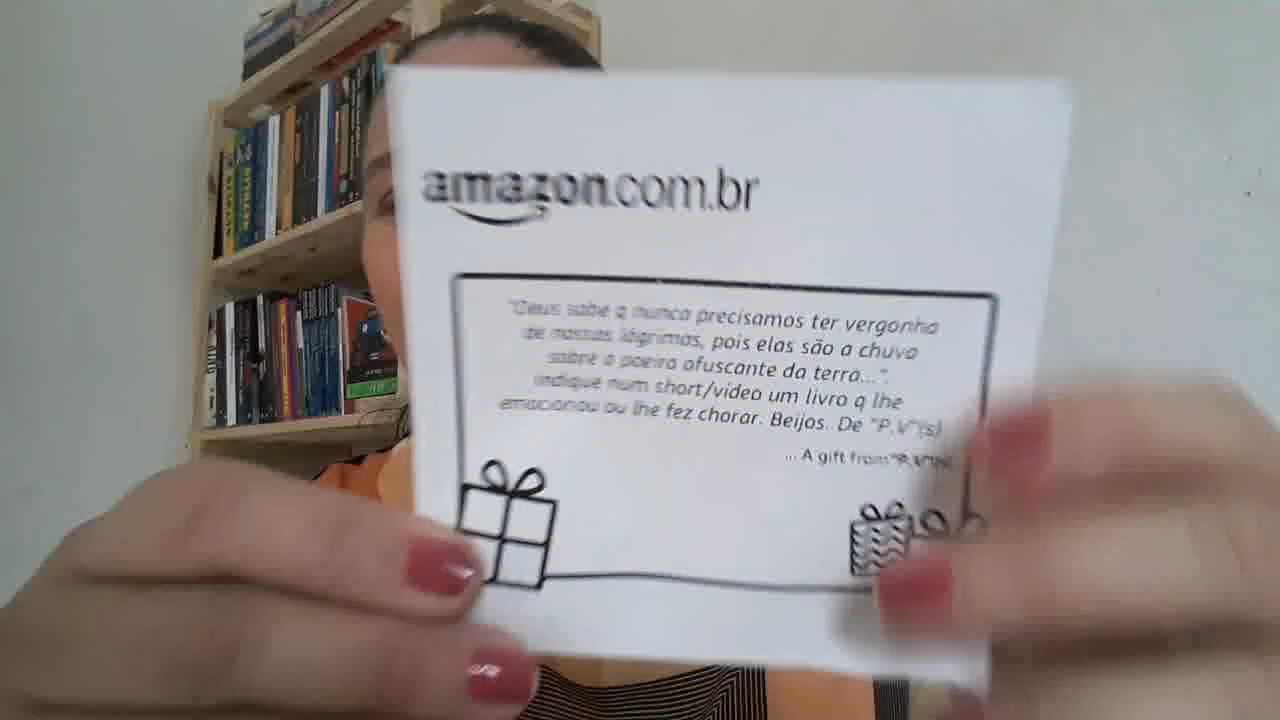 amazon.com.br
"Deus sabe q nunca precisamos ter vergonha
de nossas lágrimas, pois elas são a chuva
sobre a poeira ofuscante da terra...".
Indique num short/vídeo um livro q lhe
emocionou ou lhe fez chorar. Beijos. De "P.V"(s)
... A gift from "P.V"(s)